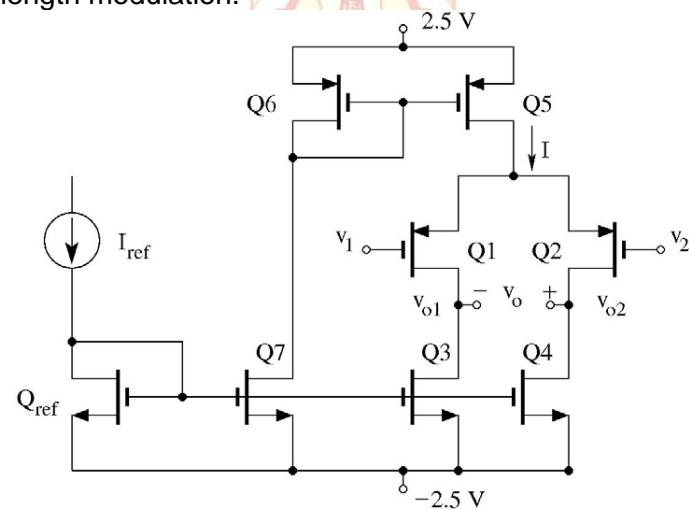 length modulation.
2.5 V
Q6
Q5
I
I_ref
v_1
Q1
Q2
v_2
v_o1
−
v_o
+
v_o2
Q7
Q3
Q4
Q_ref
−2.5 V